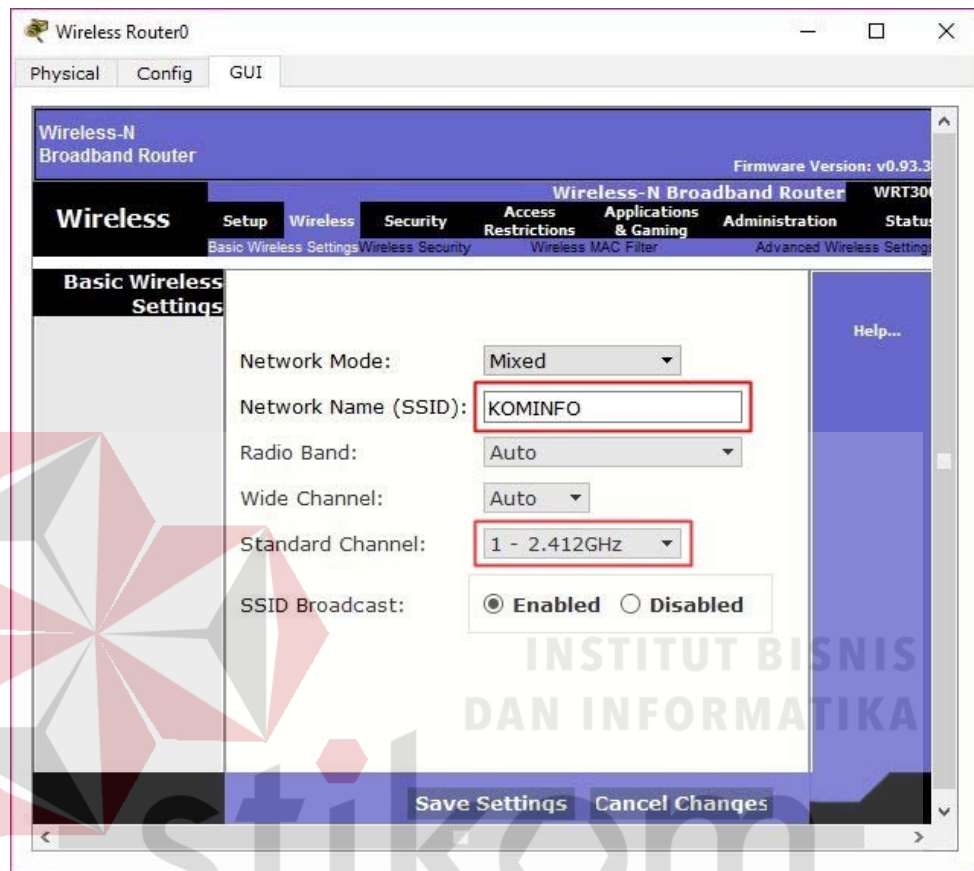 Wireless Router0
Physical Config GUI
Wireless-N
Broadband Router
Firmware Version: v0.93.3
Wireless-N Broadband Router WRT300
Wireless
Setup Wireless Security Access Restrictions Applications & Gaming Administration Status
Basic Wireless Settings Wireless Security Wireless MAC Filter Advanced Wireless Settings
Basic Wireless
Settings
Help...
Network Mode: Mixed
Network Name (SSID): KOMINFO
Radio Band: Auto
Wide Channel: Auto
Standard Channel: 1 - 2.412GHz
SSID Broadcast: Enabled Disabled
INSTITUT BISNIS
DAN INFORMATIKA
Save Settings Cancel Changes
stikom